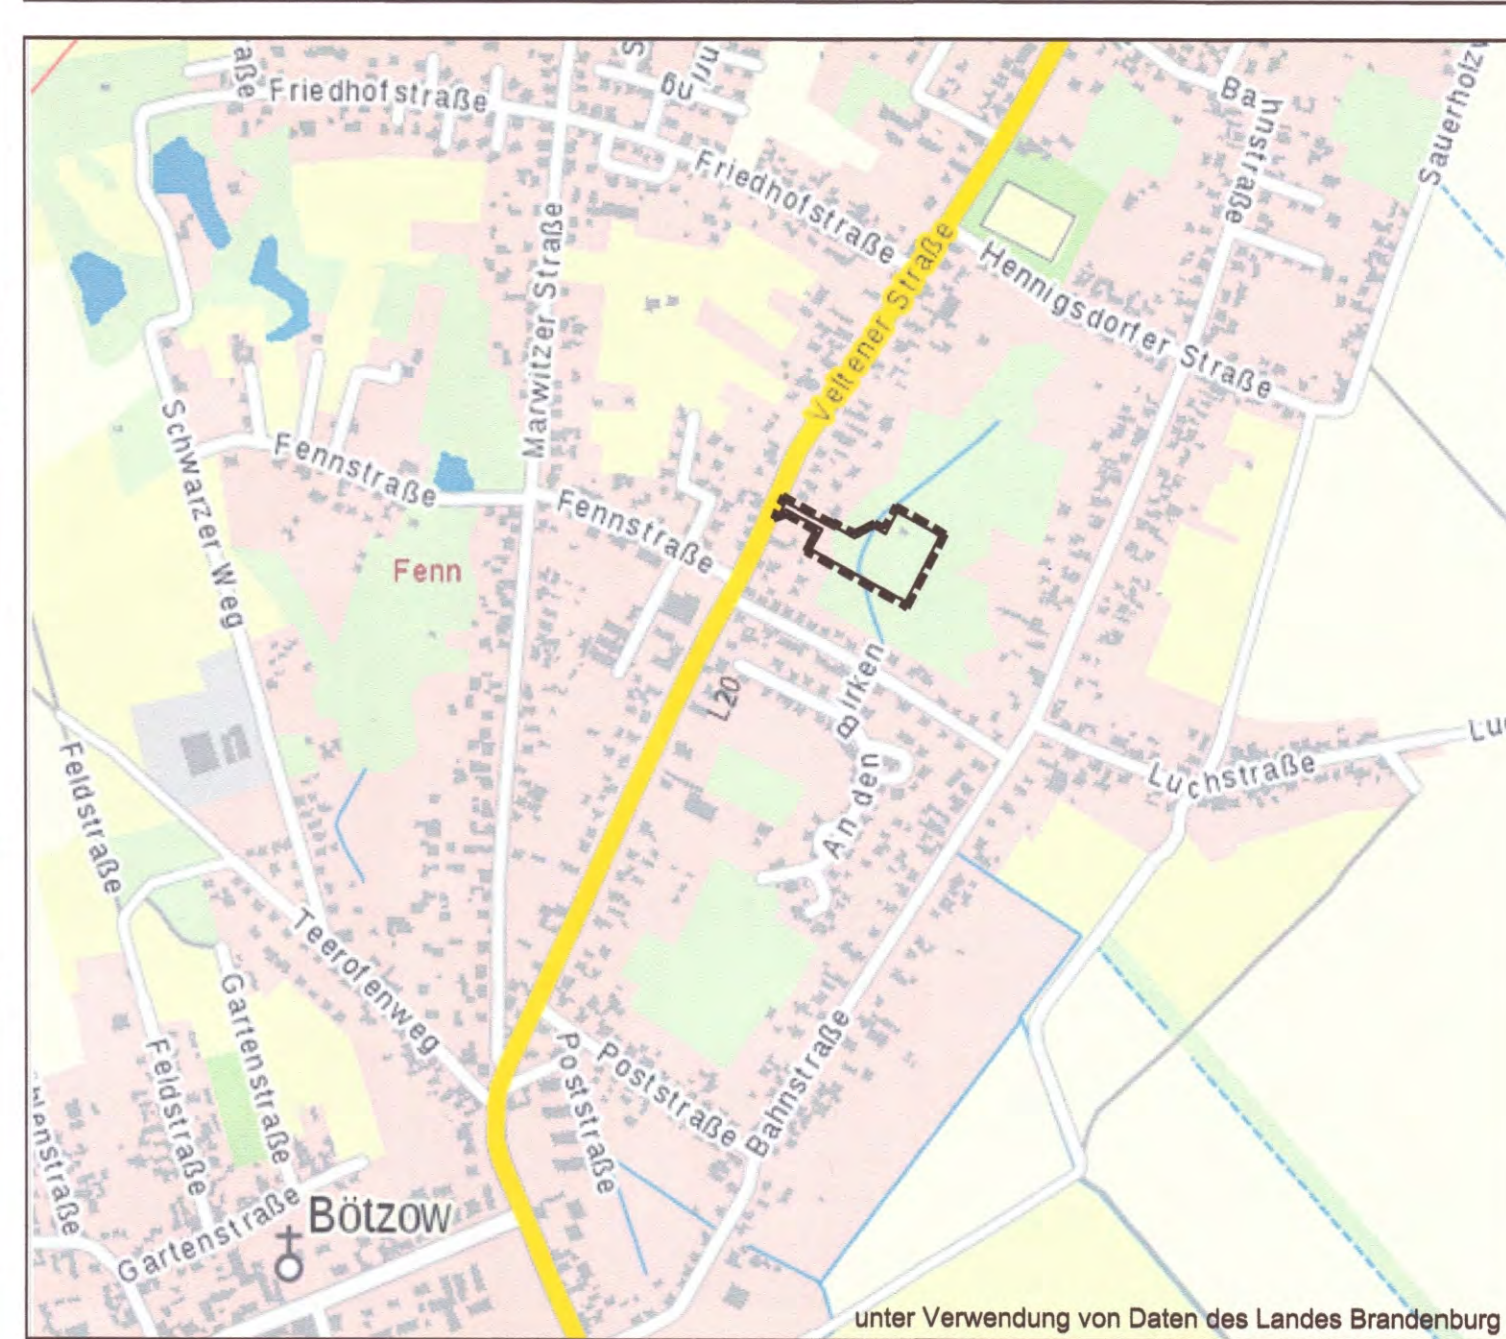 Friedhofstraße
Friedhofstraße
Bahnstraße
Marwitzer Straße
Veltener Straße
Hennigsdorfer Straße
Schwarzer Weg
Fennstraße
Fennstraße
Fenn
L20
An den Birken
Luchstraße
Feldstraße
Teerofenweg
Gartenstraße
Feldstraße
Poststraße
Poststraße
Bahnstraße
Gartenstraße
Bötzow
unter Verwendung von Daten des Landes Brandenburg